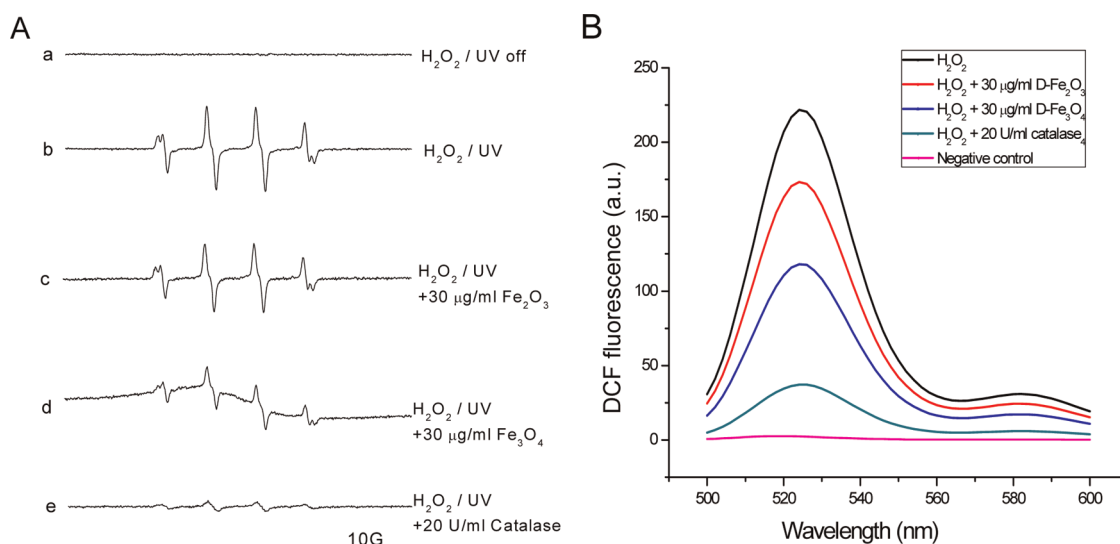 A
a
H₂O₂ / UV off
b
H₂O₂ / UV
c
H₂O₂ / UV
+30 μg/ml Fe₂O₃
d
H₂O₂ / UV
+30 μg/ml Fe₃O₄
e
H₂O₂ / UV
+20 U/ml Catalase
10G
B
H₂O₂
H₂O₂ + 30 μg/ml D-Fe₂O₃
H₂O₂ + 30 μg/ml D-Fe₃O₄
H₂O₂ + 20 U/ml catalase₄
Negative control
DCF fluorescence (a.u.)
250
200
150
100
50
0
500 520 540 560 580 600
Wavelength (nm)